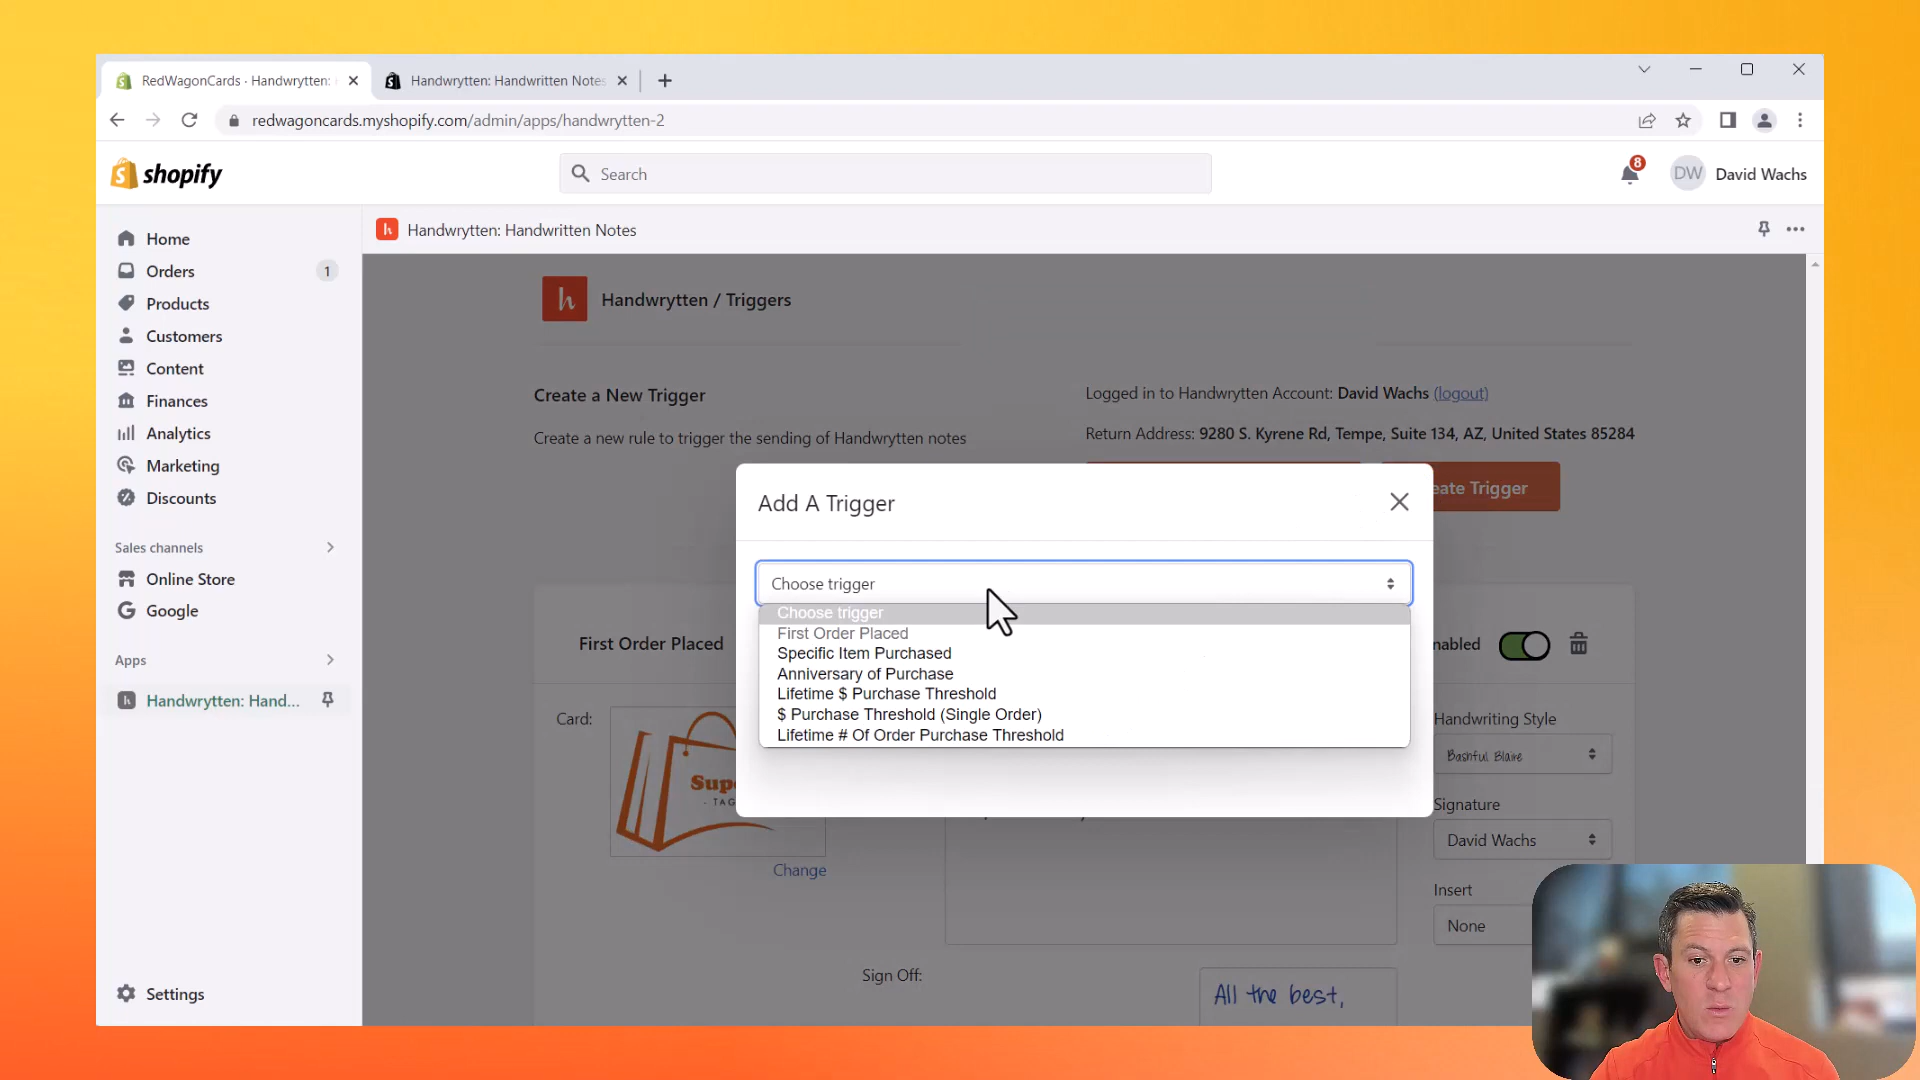 RedWagonCards · Handwrytten:
Handwrytten: Handwritten Notes
redwagoncards.myshopify.com/admin/apps/handwrytten-2
shopify
Search
8
DW
David Wachs
Home
Orders
1
Products
Customers
Content
Finances
Analytics
Marketing
Discounts
Sales channels
Online Store
Google
Apps
Handwrytten: Hand...
Settings
Handwrytten: Handwritten Notes
Handwrytten / Triggers
Create a New Trigger
Create a new rule to trigger the sending of Handwrytten notes
Logged in to Handwrytten Account: David Wachs (logout)
Return Address: 9280 S. Kyrene Rd, Tempe, Suite 134, AZ, United States 85284
eate Trigger
Add A Trigger
Choose trigger
Choose trigger
First Order Placed
Specific Item Purchased
Anniversary of Purchase
Lifetime $ Purchase Threshold
$ Purchase Threshold (Single Order)
Lifetime # Of Order Purchase Threshold
First Order Placed
nabled
Card:
Supe
- TAG
Change
Handwriting Style
Bashful Blaire
Signature
David Wachs
Insert
None
Sign Off:
All the best,